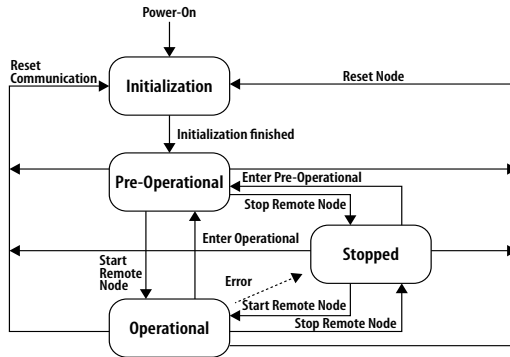 Power-On
Reset
Communication
Initialization
Reset Node
Initialization finished
Pre-Operational
Enter Pre-Operational
Stop Remote Node
Start
Remote
Node
Enter Operational
Stopped
Error
Operational
Start Remote Node
Stop Remote Node